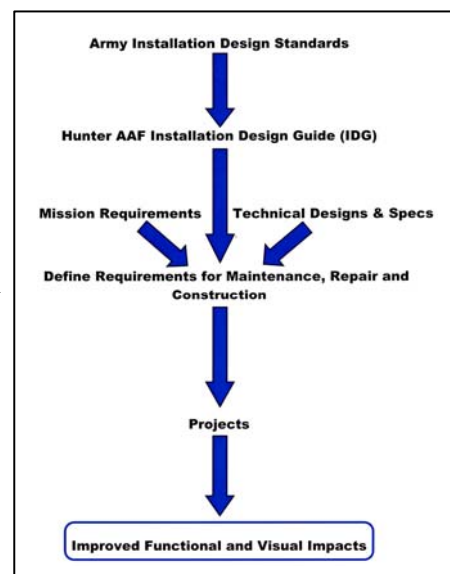 Army Installation Design Standards
Hunter AAF Installation Design Guide (IDG)
Mission Requirements
Technical Designs & Specs
Define Requirements for Maintenance, Repair and
Construction
Projects
Improved Functional and Visual Impacts